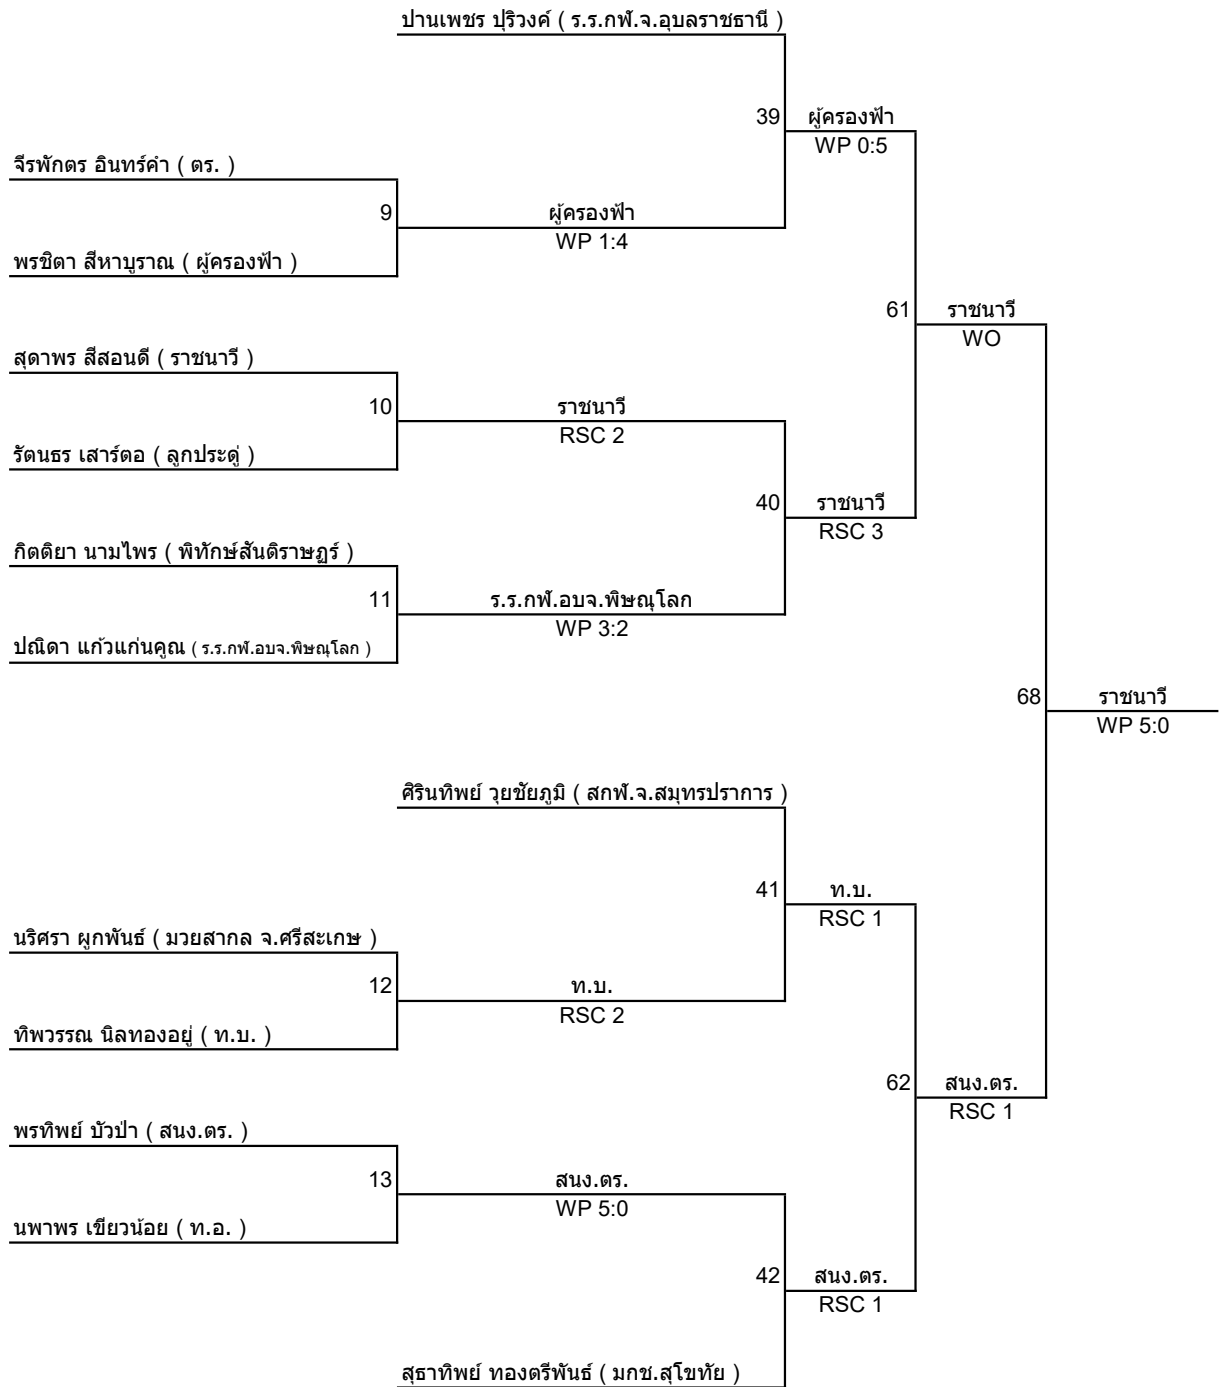 ปานเพชร ปุริวงค์ ( ร.ร.กฬ.จ.อุบลราชธานี )
39
ผู้ครองฟ้า
WP 0:5
จีรพักตร อินทร์คำ ( ตร. )
9
ผู้ครองฟ้า
WP 1:4
พรชิตา สีหาบูราณ ( ผู้ครองฟ้า )
61
ราชนาวี
WO
สุดาพร สีสอนดี ( ราชนาวี )
10
ราชนาวี
RSC 2
รัตนธร เสาร์ตอ ( ลูกประดู่ )
40
ราชนาวี
RSC 3
กิตติยา นามไพร ( พิทักษ์สันติราษฎร์ )
11
ร.ร.กฬ.อบจ.พิษณุโลก
WP 3:2
ปณิดา แก้วแก่นคูณ ( ร.ร.กฬ.อบจ.พิษณุโลก )
68
ราชนาวี
WP 5:0
ศิรินทิพย์ วุยชัยภูมิ ( สกฬ.จ.สมุทรปราการ )
41
ท.บ.
RSC 1
นริศรา ผูกพันธ์ ( มวยสากล จ.ศรีสะเกษ )
12
ท.บ.
RSC 2
ทิพวรรณ นิลทองอยู่ ( ท.บ. )
62
สนง.ตร.
RSC 1
พรทิพย์ บัวป่า ( สนง.ตร. )
13
สนง.ตร.
WP 5:0
นพาพร เขียวน้อย ( ท.อ. )
42
สนง.ตร.
RSC 1
สุธาทิพย์ ทองตรีพันธ์ ( มกช.สุโขทัย )